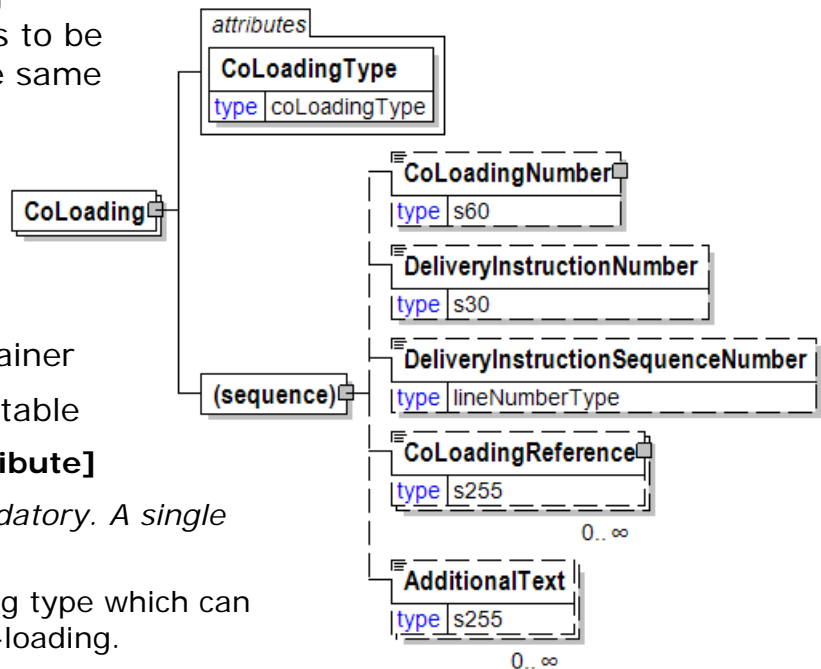 s to be
e same
ainer
table
ibute]
datory. A single
g type which can
-loading.
attributes
CoLoadingType
type coLoadingType
CoLoading
(sequence)
CoLoadingNumber
type s60
DeliveryInstructionNumber
type s30
DeliveryInstructionSequenceNumber
type lineNumberType
CoLoadingReference
type s255
0.. ∞
AdditionalText
type s255
0.. ∞